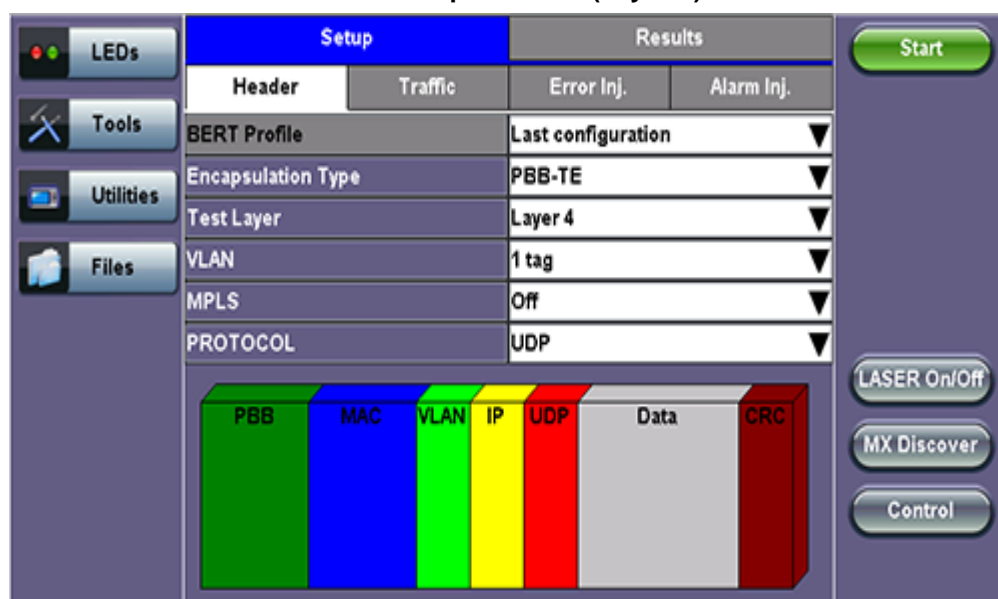 LEDs
Tools
Utilities
Files
Setup Results
Header Traffic Error Inj. Alarm Inj.
BERT Profile Last configuration
Encapsulation Type PBB-TE
Test Layer Layer 4
VLAN 1 tag
MPLS Off
PROTOCOL UDP
PBB MAC VLAN IP UDP Data CRC
Start
LASER On/Off
MX Discover
Control